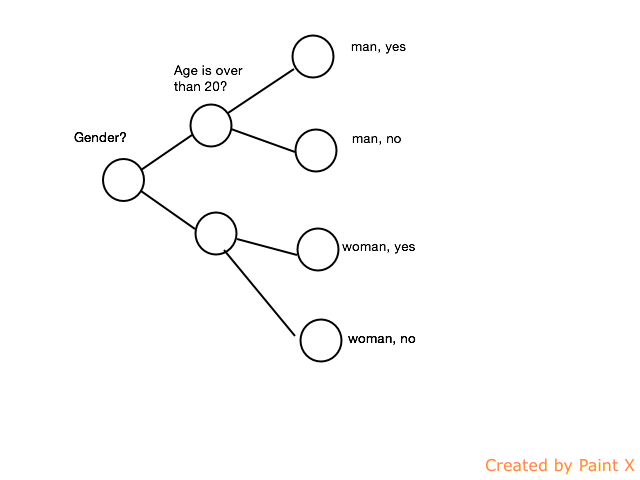 man, yes
Age is over
than 20?
Gender?
man, no
woman, yes
woman, no
Created by Paint X